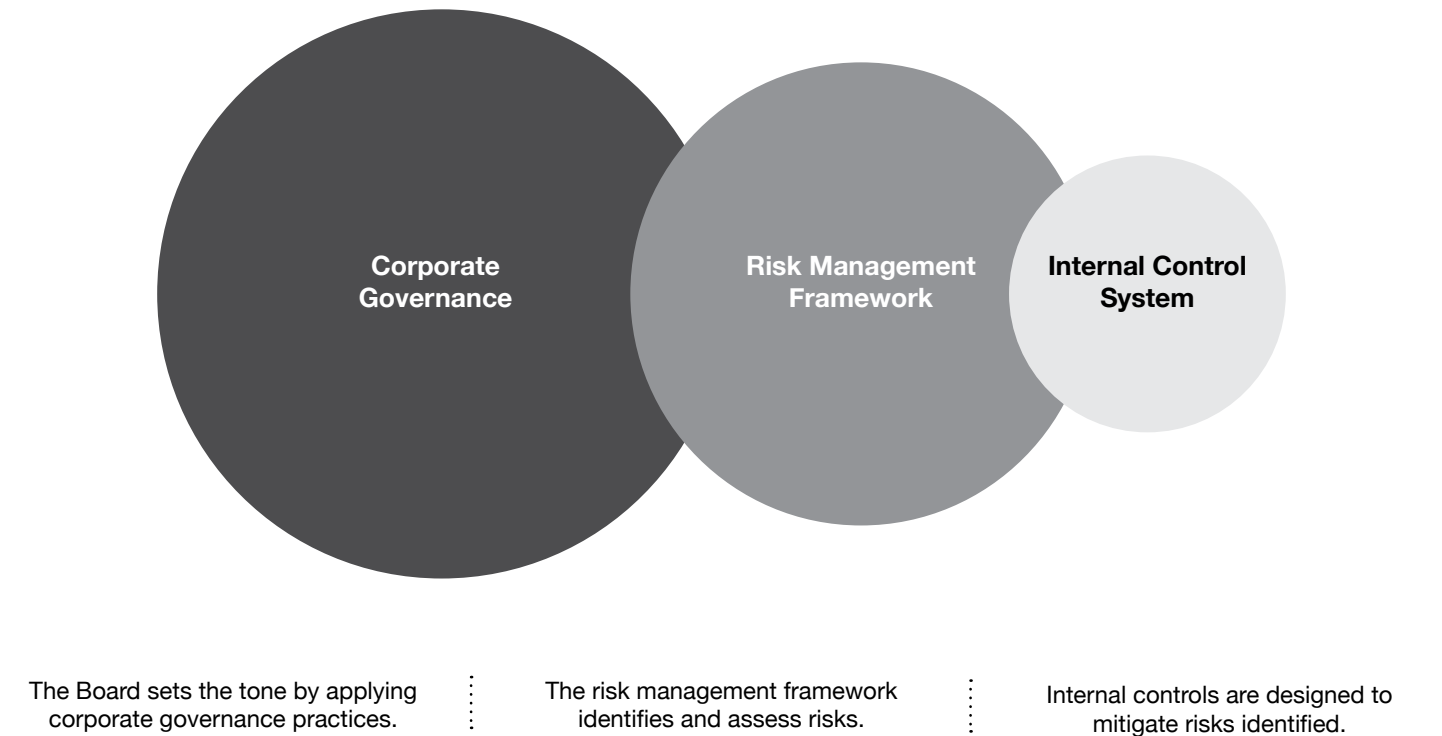 Corporate
Governance
Risk Management
Framework
Internal Control
System
The Board sets the tone by applying
corporate governance practices.
The risk management framework
identifies and assess risks.
Internal controls are designed to
mitigate risks identified.